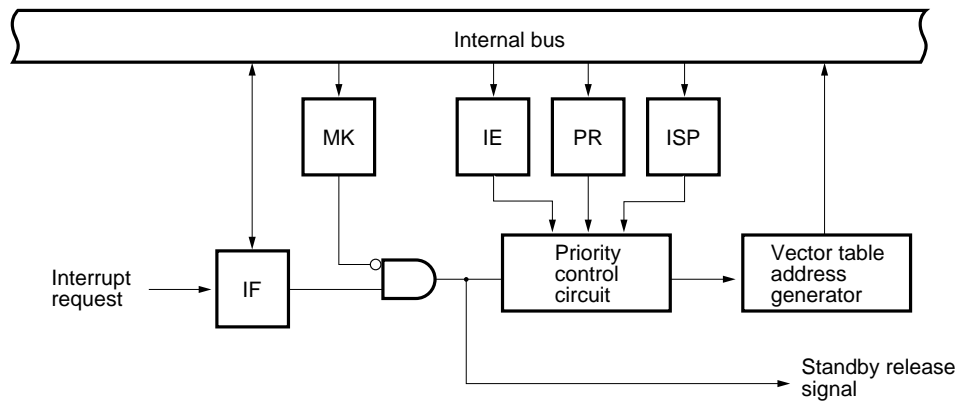 Internal bus
MK
IE
PR
ISP
Interrupt
request
IF
Priority
control
circuit
Vector table
address
generator
Standby release
signal